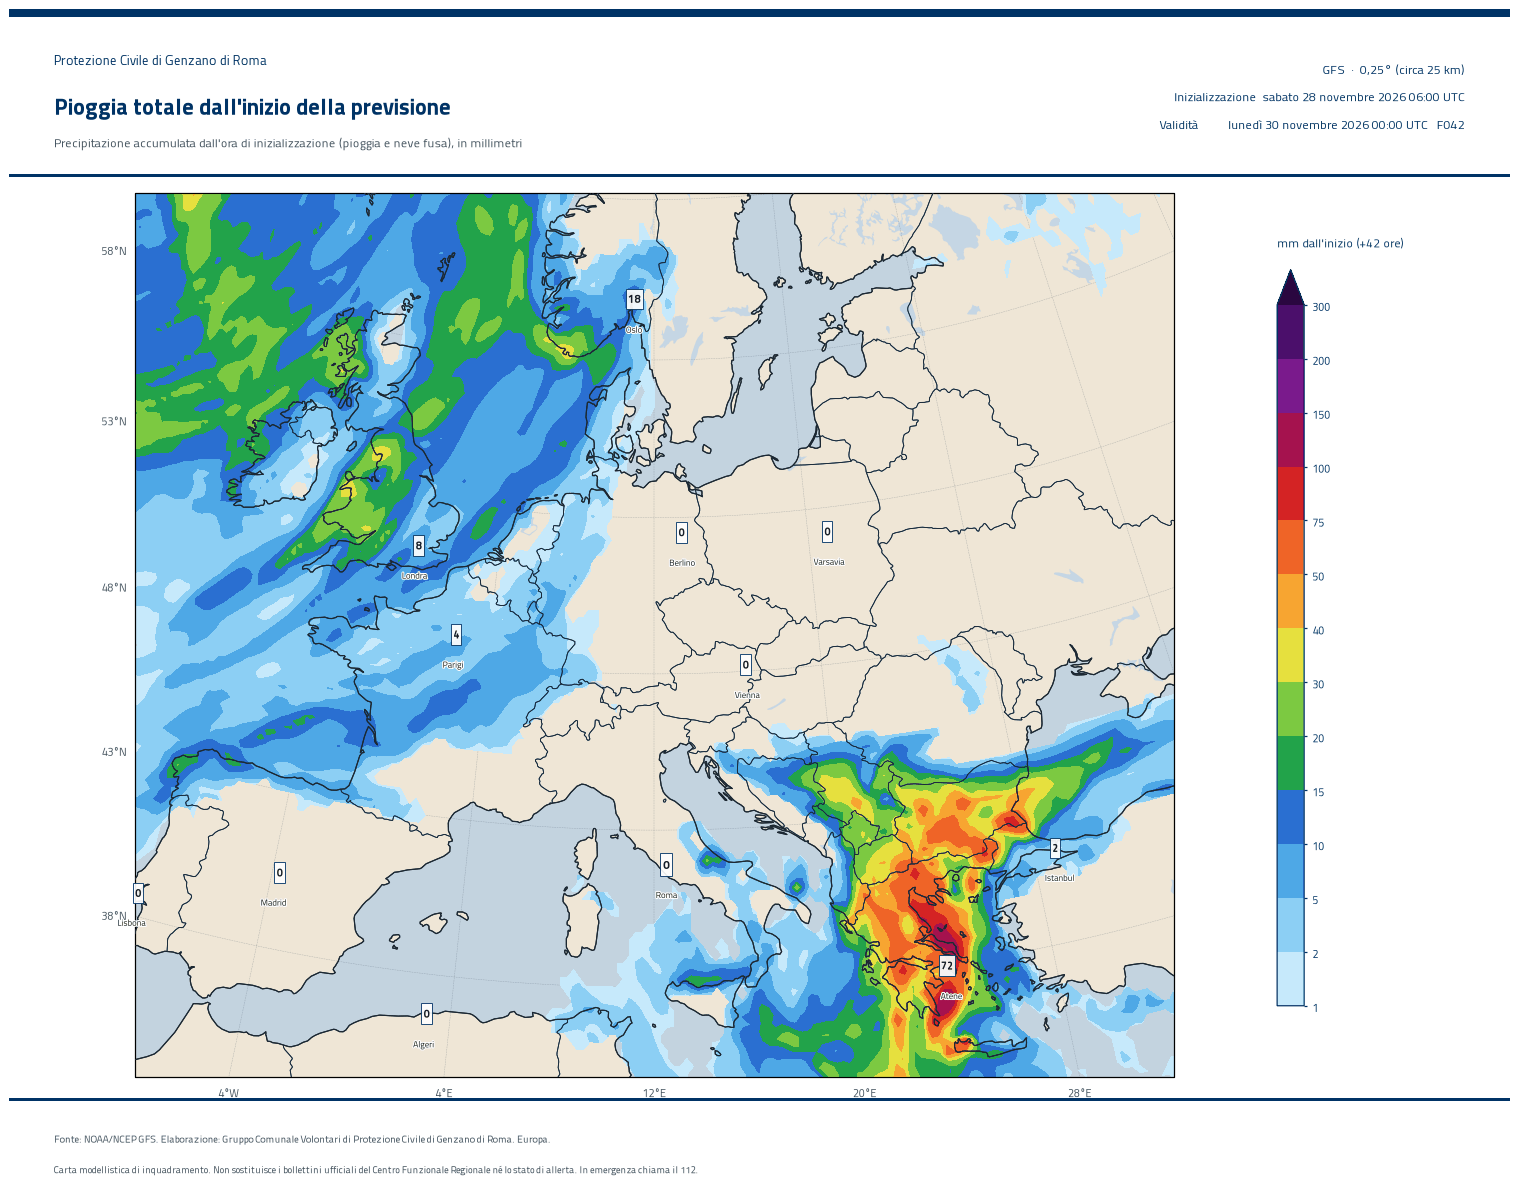 Protezione Civile di Genzano di Roma
Pioggia totale dall'inizio della previsione
Precipitazione accumulata dall'ora di inizializzazione (pioggia e neve fusa), in millimetri
GFS · 0,25° (circa 25 km)
Inizializzazione sabato 28 novembre 2026 06:00 UTC
Validità lunedì 30 novembre 2026 00:00 UTC F042
mm dall'inizio (+42 ore)
300
200
150
100
75
50
40
30
20
15
10
5
2
1
58°N
53°N
48°N
43°N
38°N
18
Oslo
8
Londra
0
Berlino
0
Varsavia
4
Parigi
0
Vienna
2
Istanbul
0
Roma
0
Madrid
0
Lisbona
72
Atene
0
Algeri
4°W
4°E
12°E
20°E
28°E
Fonte: NOAA/NCEP GFS. Elaborazione: Gruppo Comunale Volontari di Protezione Civile di Genzano di Roma. Europa.
Carta modellistica di inquadramento. Non sostituisce i bollettini ufficiali del Centro Funzionale Regionale né lo stato di allerta. In emergenza chiama il 112.